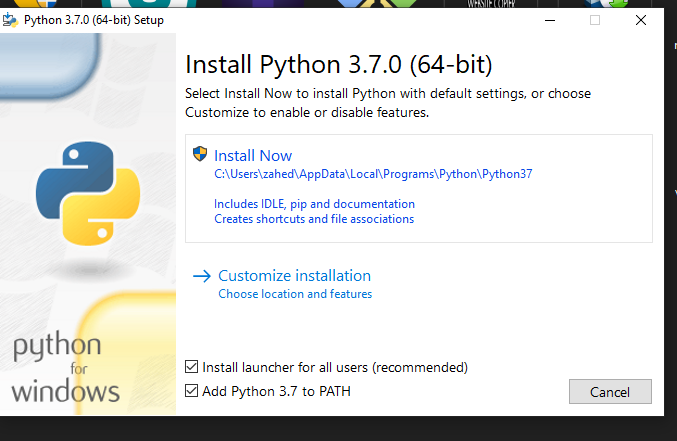 WEBSITE COPIER
Python 3.7.0 (64-bit) Setup
Install Python 3.7.0 (64-bit)
Select Install Now to install Python with default settings, or choose
Customize to enable or disable features.
Install Now
C:\Users\zahed\AppData\Local\Programs\Python\Python37
Includes IDLE, pip and documentation
Creates shortcuts and file associations
Customize installation
Choose location and features
python
for
windows
Install launcher for all users (recommended)
Add Python 3.7 to PATH
Cancel